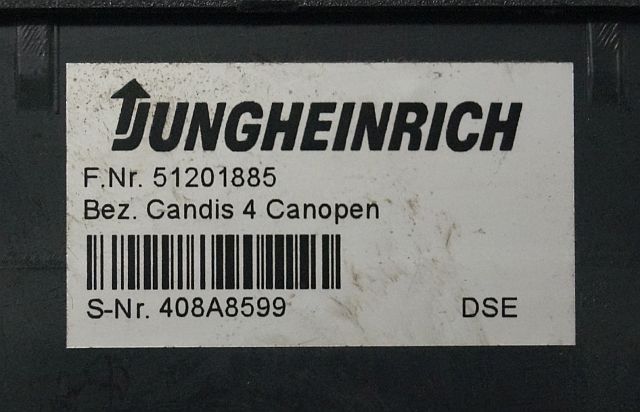 JUNGHEINRICH
F.Nr. 51201885
Bez. Candis 4 Canopen
S-Nr. 408A8599 DSE